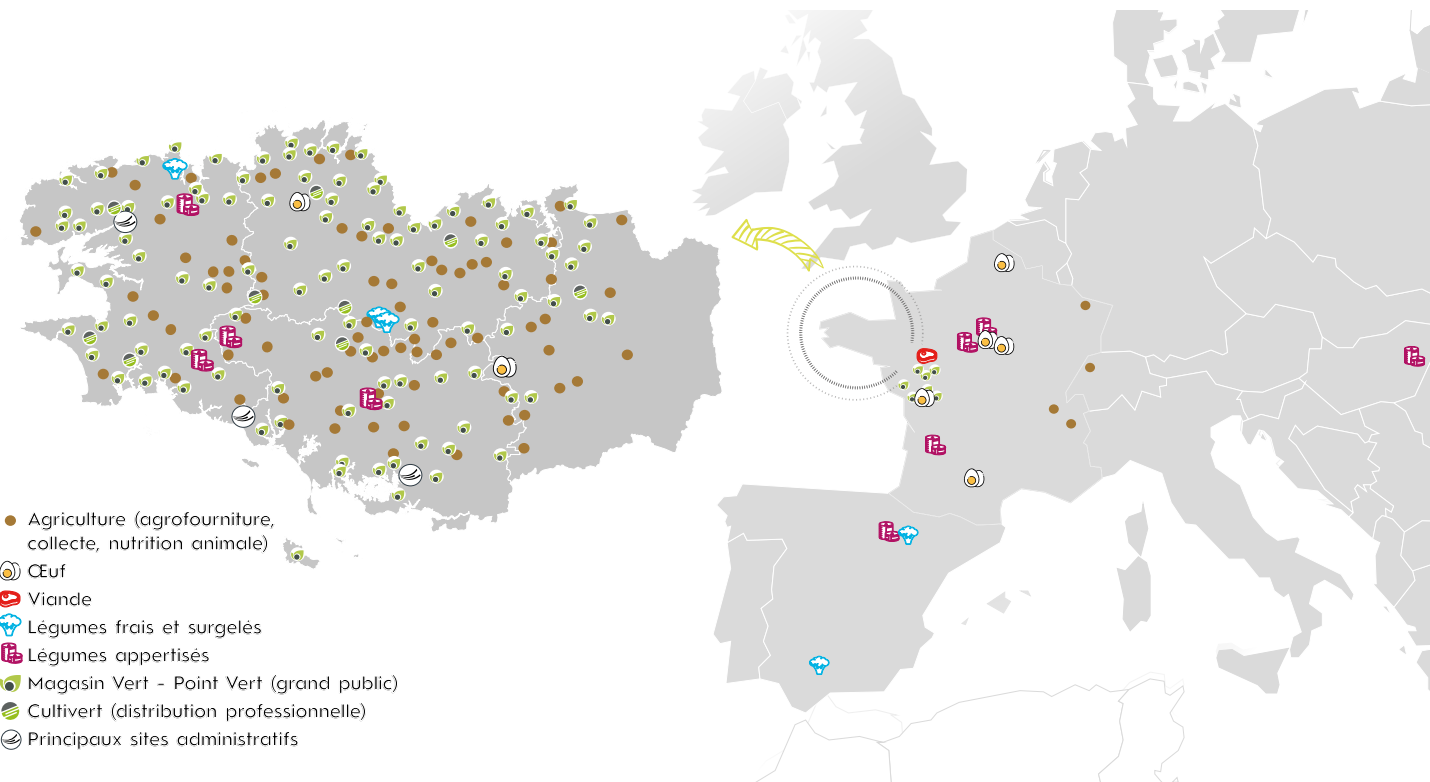 Agriculture (agrofourniture,
collecte, nutrition animale)
Œuf
Viande
Légumes frais et surgelés
Légumes appertisés
Magasin Vert - Point Vert (grand public)
Cultivert (distribution professionnelle)
Principaux sites administratifs